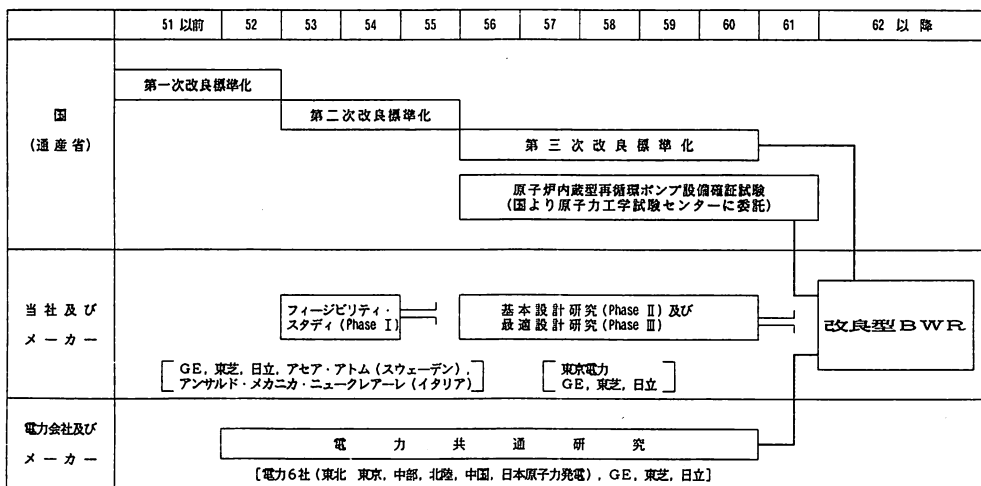 51 以前 52 53 54 55 56 57 58 59 60 61 62 以 降
国
(通産省)
第一次改良標準化
第二次改良標準化
第 三 次 改 良 標 準 化
原子炉内蔵型再循環ポンプ設備確証試験
(国より原子力工学試験センターに委託)
当 社 及 び
メ ー カ ー
フィージビリティ・
スタディ(Phase Ⅰ)
基本設計研究(Phase Ⅱ) 及び
最適設計研究(Phase Ⅲ)
改良型BWR
GE, 東芝, 日立, アセア・アトム(スウェーデン),
アンサルド・メカニカ・ニュークレアーレ(イタリア)
東京電力
GE, 東芝, 日立
電力会社及び
メ ー カ ー
電 力 共 通 研 究
[電力6社(東北 東京, 中部, 北陸, 中国, 日本原子力発電), GE, 東芝, 日立]